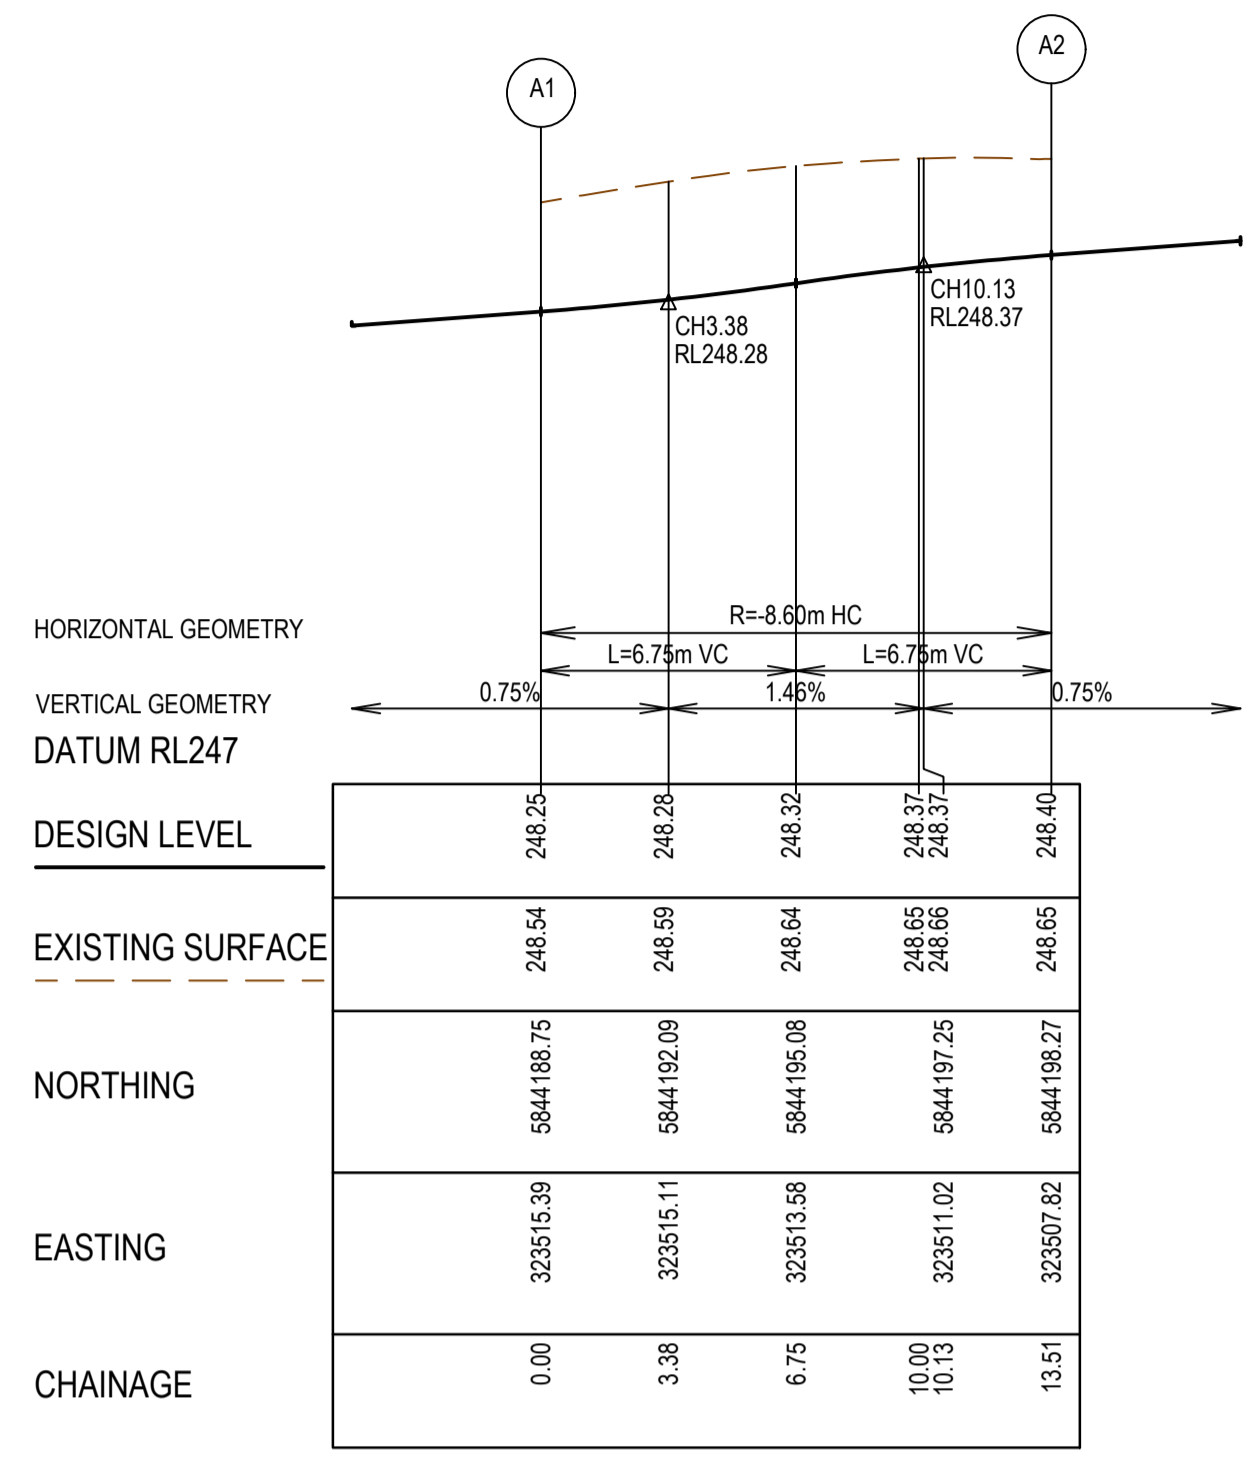 A2
A1
CH10.13
RL248.37
CH3.38
RL248.28
R=-8.60m HC
HORIZONTAL GEOMETRY
L=6.75m VC L=6.75m VC
0.75% 1.46% 0.75%
VERTICAL GEOMETRY
DATUM RL247
DESIGN LEVEL 248.25 248.28 248.32 248.37 248.37 248.40
EXISTING SURFACE 248.54 248.59 248.64 248.65 248.66 248.65
NORTHING 5844188.75 5844192.09 5844195.08 5844197.25 5844198.27
EASTING 323515.39 323515.11 323513.58 323511.02 323507.82
CHAINAGE 0.00 3.38 6.75 10.00 10.13 13.51